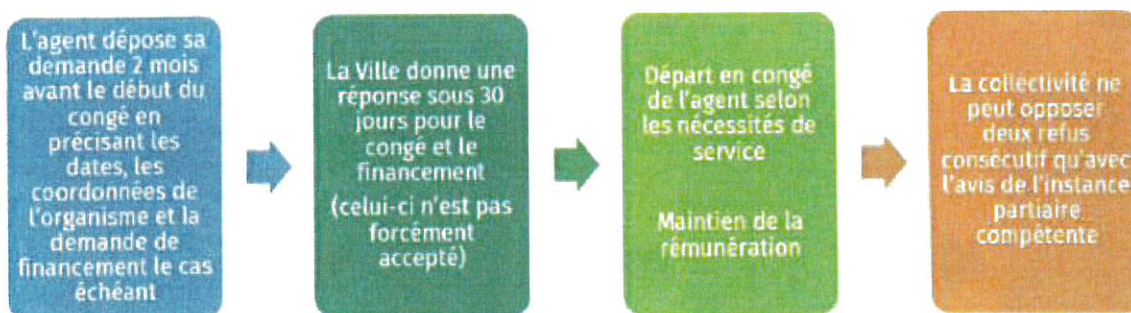 L'agent dépose sa
demande 2 mois
avant le début du
congé en
précisant les
dates, les
coordonnées de
l'organisme et la
demande de
financement le cas
échéant
La Ville donne une
réponse sous 30
jours pour le
congé et le
financement
(celui-ci n'est pas
forcément
accepté)
Départ en congé
de l'agent selon
les nécessités de
service
Maintien de la
rémunération
La collectivité ne
peut opposer
deux refus
consécutif qu'avec
l'avis de l'instance
partiaire
compétente